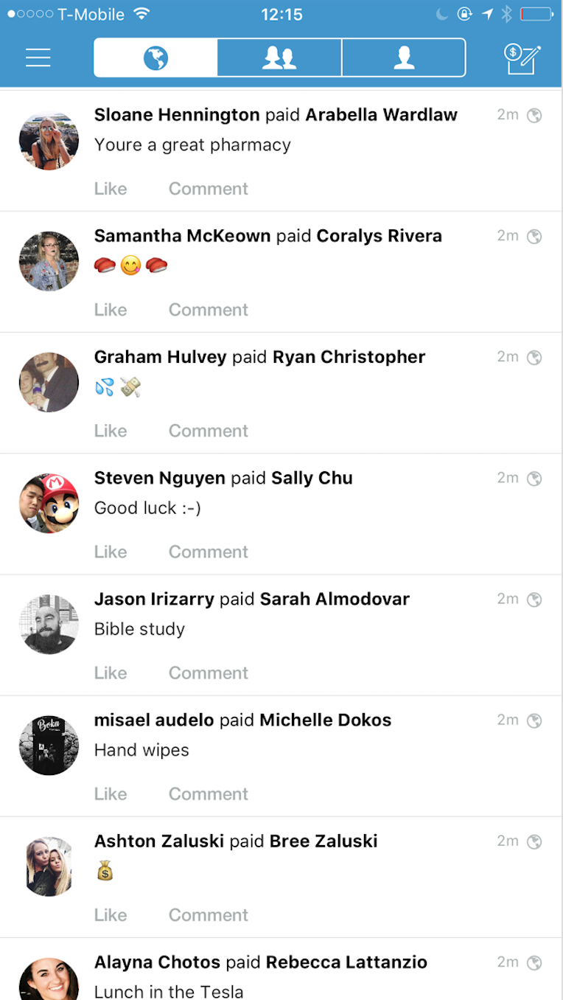 T-Mobile 12:15
Sloane Hennington paid Arabella Wardlaw 2m
Youre a great pharmacy
Like Comment
Samantha McKeown paid Coralys Rivera 2m
🍣😋🍣
Like Comment
Graham Hulvey paid Ryan Christopher 2m
💦💸
Like Comment
Steven Nguyen paid Sally Chu 2m
Good luck :-)
Like Comment
Jason Irizarry paid Sarah Almodovar 2m
Bible study
Like Comment
misael audelo paid Michelle Dokos 2m
Boka
Hand wipes
Like Comment
Ashton Zaluski paid Bree Zaluski 2m
💰
Like Comment
Alayna Chotos paid Rebecca Lattanzio 2m
Lunch in the Tesla